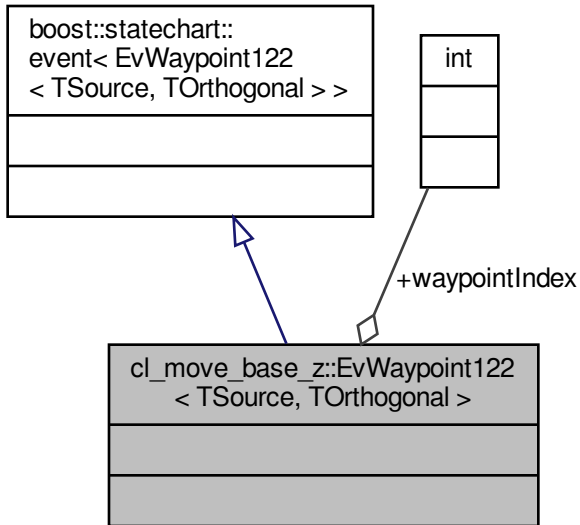 boost::statechart::
event< EvWaypoint122
< TSource, TOrthogonal > >
int
+waypointIndex
cl_move_base_z::EvWaypoint122
< TSource, TOrthogonal >